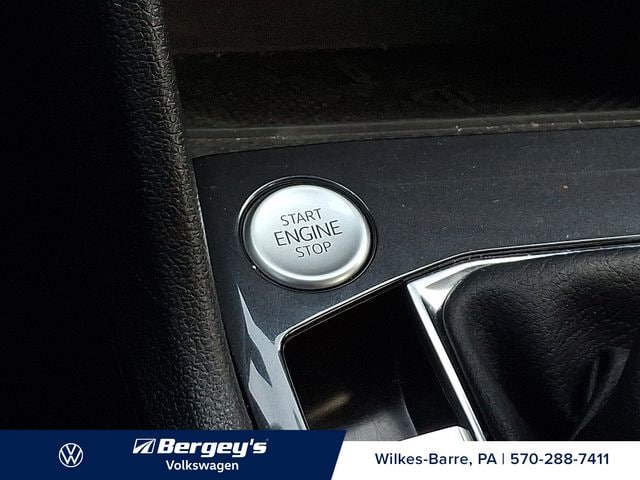 START
ENGINE
STOP
Bergey's
Volkswagen
Wilkes-Barre, PA | 570-288-7411